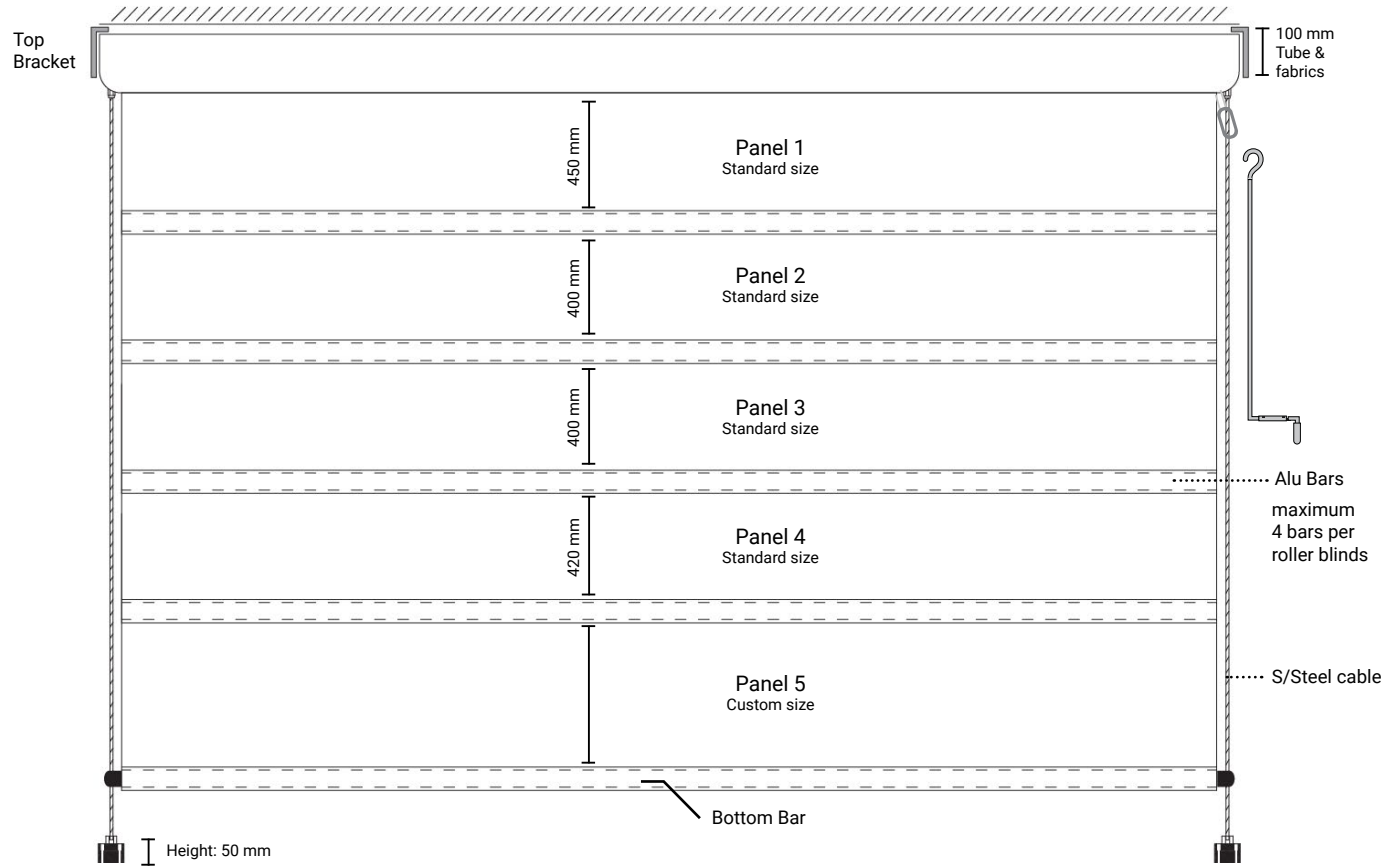 Top
Bracket
100 mm
Tube &
fabrics
450 mm
Panel 1
Standard size
400 mm
Panel 2
Standard size
400 mm
Panel 3
Standard size
Alu Bars
maximum
4 bars per
roller blinds
420 mm
Panel 4
Standard size
Panel 5
Custom size
S/Steel cable
Bottom Bar
Height: 50 mm